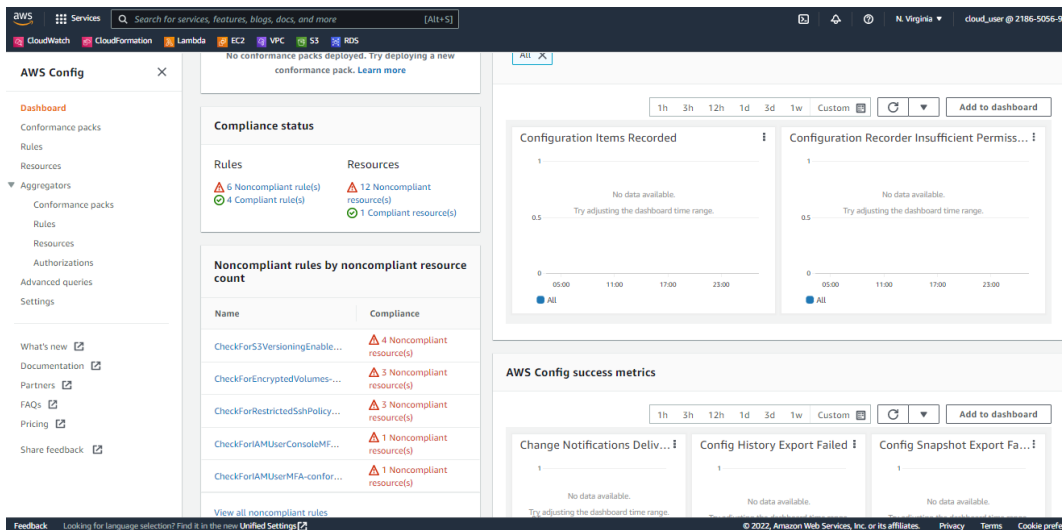 aws
Services
Search for services, features, blogs, docs, and more
[Alt+S]
N. Virginia
cloud_user @ 2186-5056-9
CloudWatch
CloudFormation
Lambda
EC2
VPC
S3
RDS
AWS Config
Dashboard
Conformance packs
Rules
Resources
Aggregators
Conformance packs
Rules
Resources
Authorizations
Advanced queries
Settings
What's new
Documentation
Partners
FAQs
Pricing
Share feedback
No conformance packs deployed. Try deploying a new
conformance pack. Learn more
Compliance status
Rules
6 Noncompliant rule(s)
4 Compliant rule(s)
Resources
12 Noncompliant
resource(s)
1 Compliant resource(s)
Noncompliant rules by noncompliant resource
count
Name
Compliance
CheckForS3VersioningEnable...
4 Noncompliant
resource(s)
CheckForEncryptedVolumes-...
3 Noncompliant
resource(s)
CheckForRestrictedSshPolicy...
3 Noncompliant
resource(s)
CheckForIAMUserConsoleMF...
1 Noncompliant
resource(s)
CheckForIAMUserMFA-confor...
1 Noncompliant
resource(s)
View all noncompliant rules
All
1h 3h 12h 1d 3d 1w Custom
Add to dashboard
Configuration Items Recorded
1
No data available.
Try adjusting the dashboard time range.
0.5
0
05:00 11:00 17:00 23:00
All
Configuration Recorder Insufficient Permiss...
1
No data available.
Try adjusting the dashboard time range.
0.5
0
05:00 11:00 17:00 23:00
All
AWS Config success metrics
1h 3h 12h 1d 3d 1w Custom
Add to dashboard
Change Notifications Deliv...
1
No data available.
Try adjusting the dashboard time range.
Config History Export Failed
1
No data available.
Config Snapshot Export Fa...
1
No data available.
Feedback
Looking for language selection? Find it in the new Unified Settings
© 2022, Amazon Web Services, Inc. or its affiliates.
Privacy
Terms
Cookie prefe